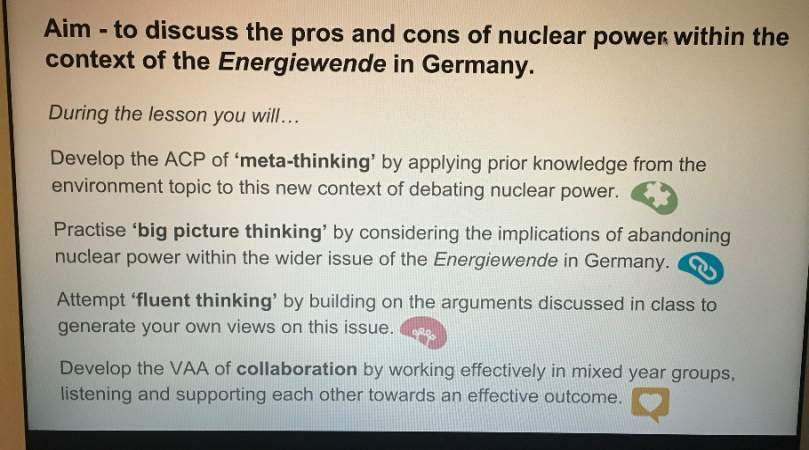 Aim - to discuss the pros and cons of nuclear power within the
context of the Energiewende in Germany.
During the lesson you will…
Develop the ACP of ‘meta-thinking’ by applying prior knowledge from the
environment topic to this new context of debating nuclear power.
Practise ‘big picture thinking’ by considering the implications of abandoning
nuclear power within the wider issue of the Energiewende in Germany.
Attempt ‘fluent thinking’ by building on the arguments discussed in class to
generate your own views on this issue.
Develop the VAA of collaboration by working effectively in mixed year groups,
listening and supporting each other towards an effective outcome.